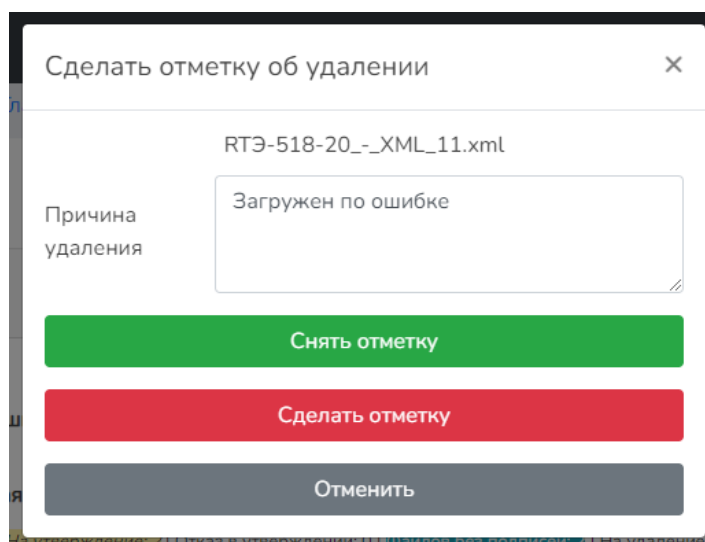 Сделать отметку об удалении
RTЭ-518-20_-_XML_11.xml
Причина
удаления
Загружен по ошибке
Снять отметку
Сделать отметку
Отменить